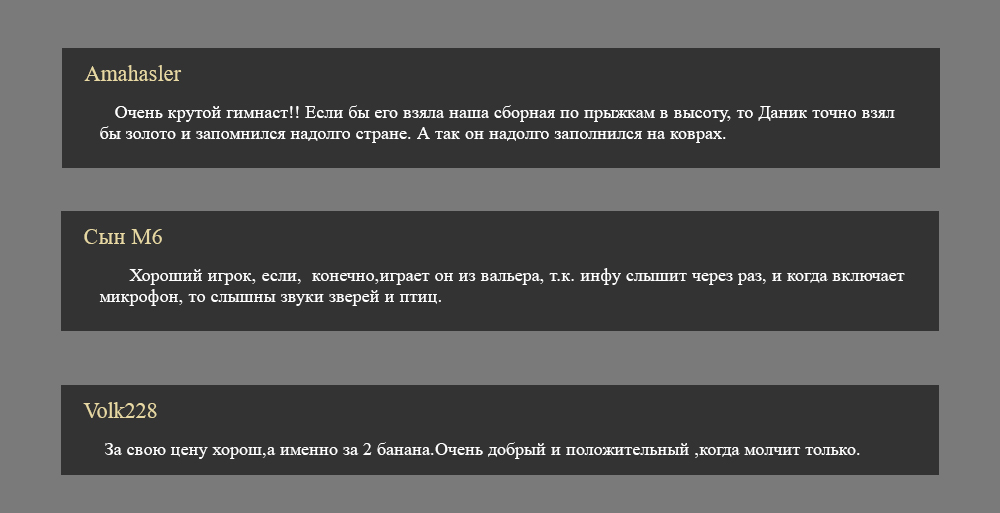 Amahasler
Очень крутой гимнаст!! Если бы его взяла наша сборная по прыжкам в высоту, то Даник точно взял
бы золото и запомнился надолго стране. А так он надолго заполнился на коврах.
Сын М6
Хороший игрок, если,  конечно,играет он из вальера, т.к. инфу слышит через раз, и когда включает
микрофон, то слышны звуки зверей и птиц.
Volk228
За свою цену хорош,а именно за 2 банана.Очень добрый и положительный ,когда молчит только.